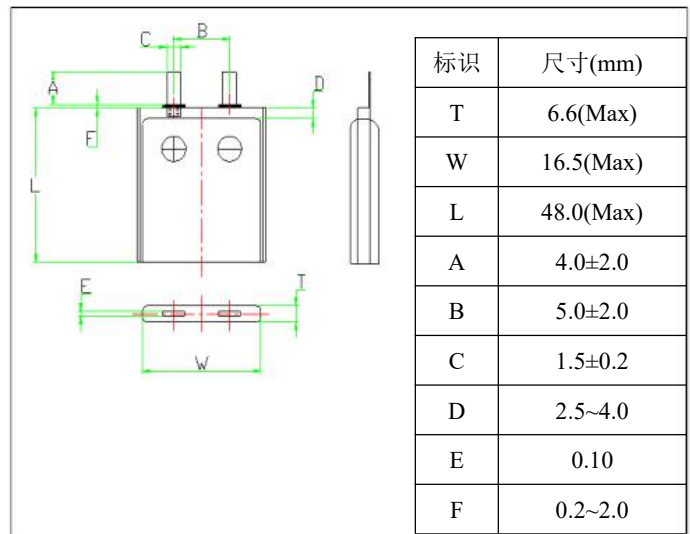 C
B
A
D
F
L
E
T
W
标识 尺寸(mm)
T 6.6(Max)
W 16.5(Max)
L 48.0(Max)
A 4.0±2.0
B 5.0±2.0
C 1.5±0.2
D 2.5~4.0
E 0.10
F 0.2~2.0